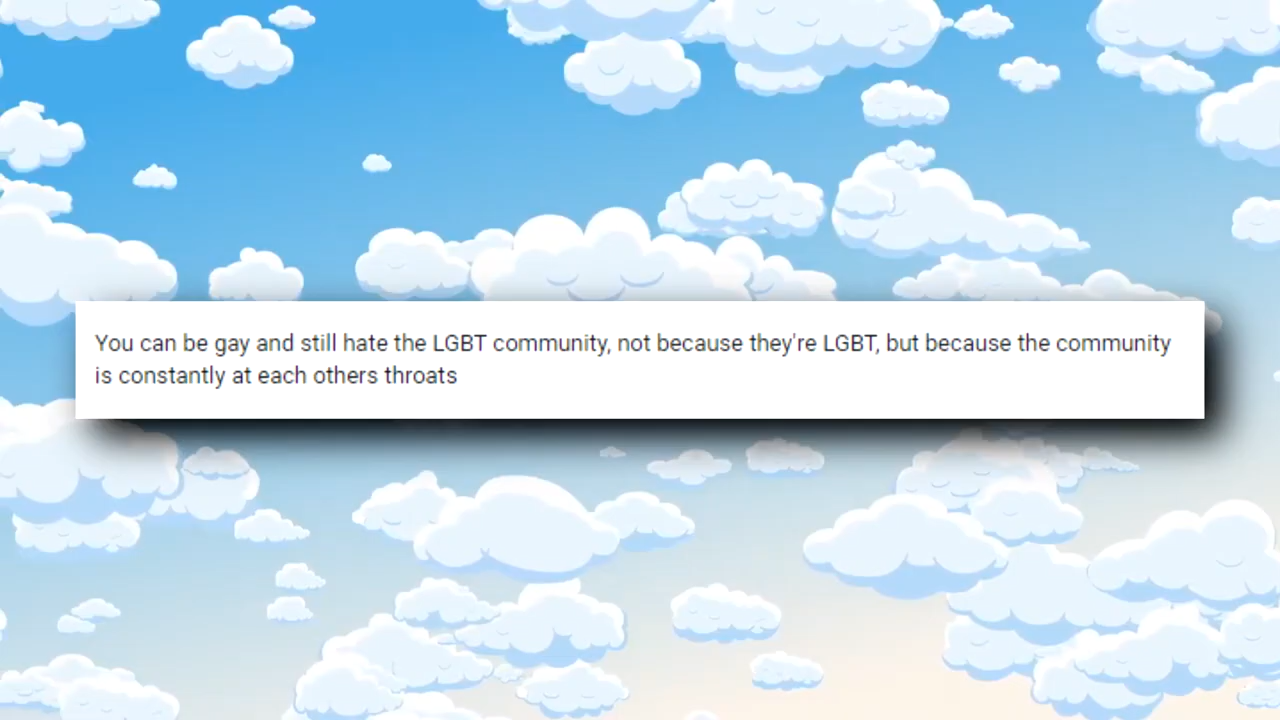 You can be gay and still hate the LGBT community, not because they're LGBT, but because the community
is constantly at each others throats